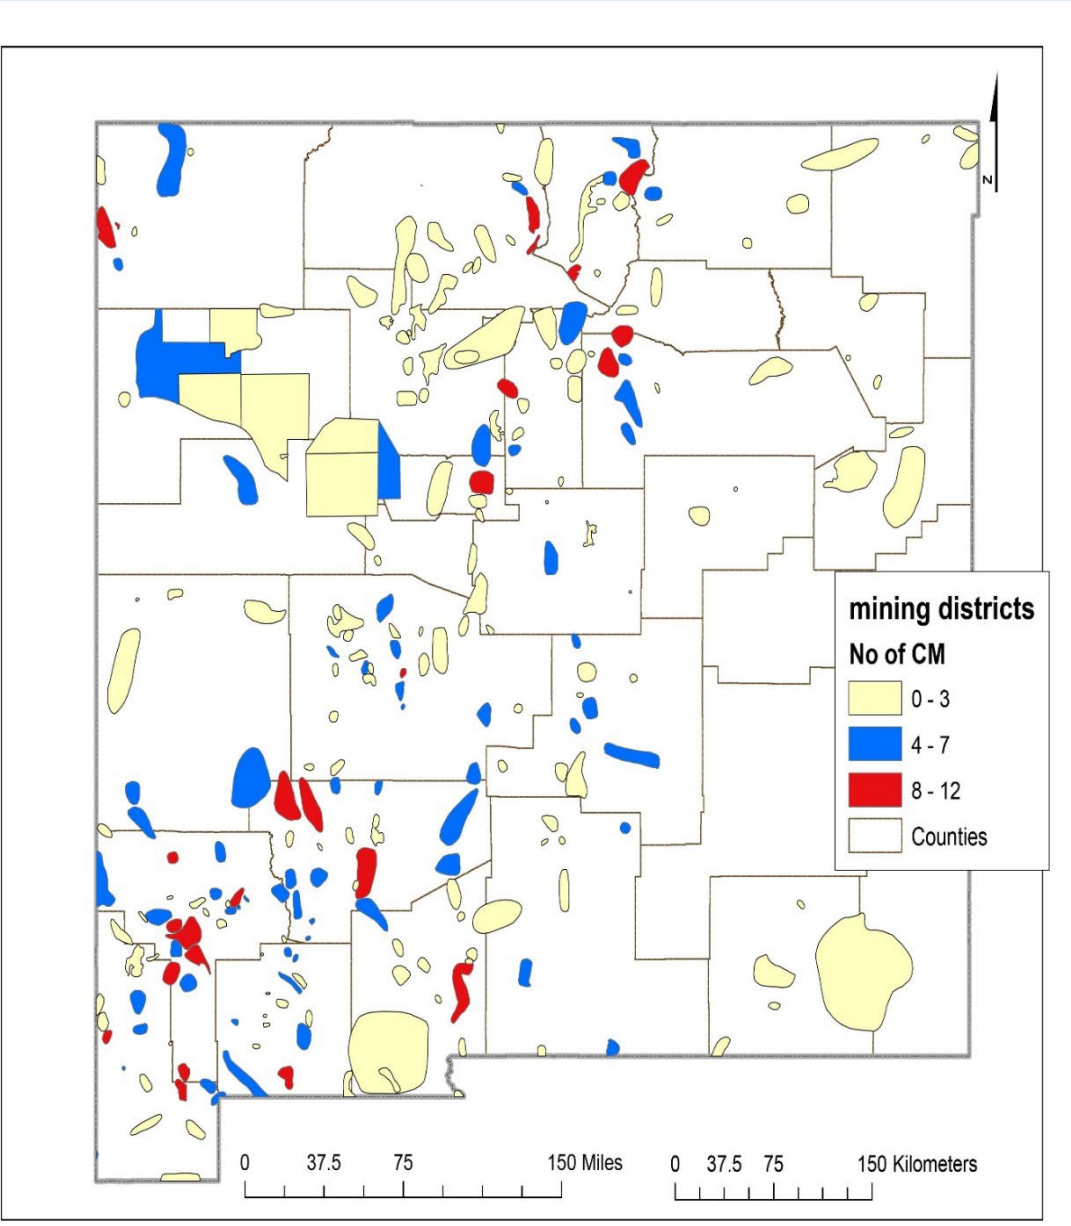 N
mining districts
No of CM
0 - 3
4 - 7
8 - 12
Counties
0 37.5 75 150 Miles
0 37.5 75 150 Kilometers